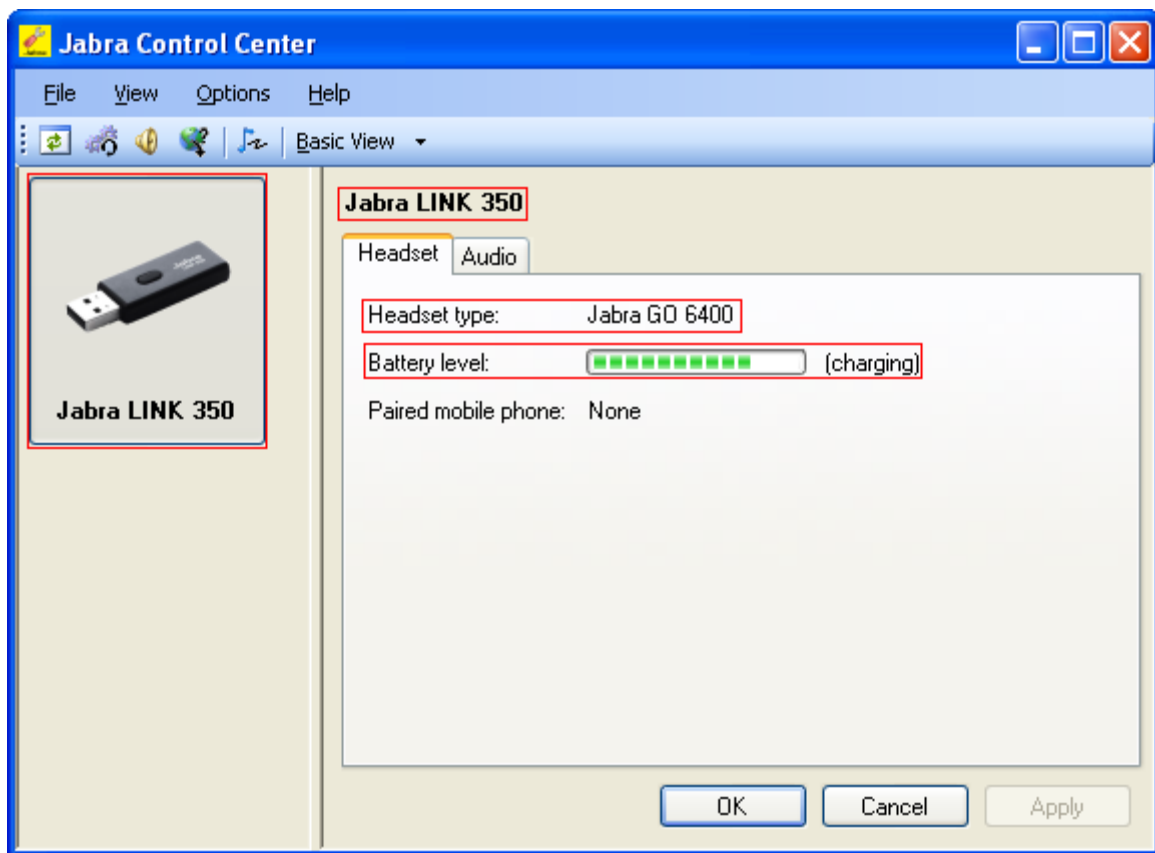 Jabra Control Center
File View Options Help
Basic View
Jabra LINK 350
Jabra LINK 350
Headset Audio
Headset type: Jabra GO 6400
Battery level: (charging)
Paired mobile phone: None
OK Cancel Apply